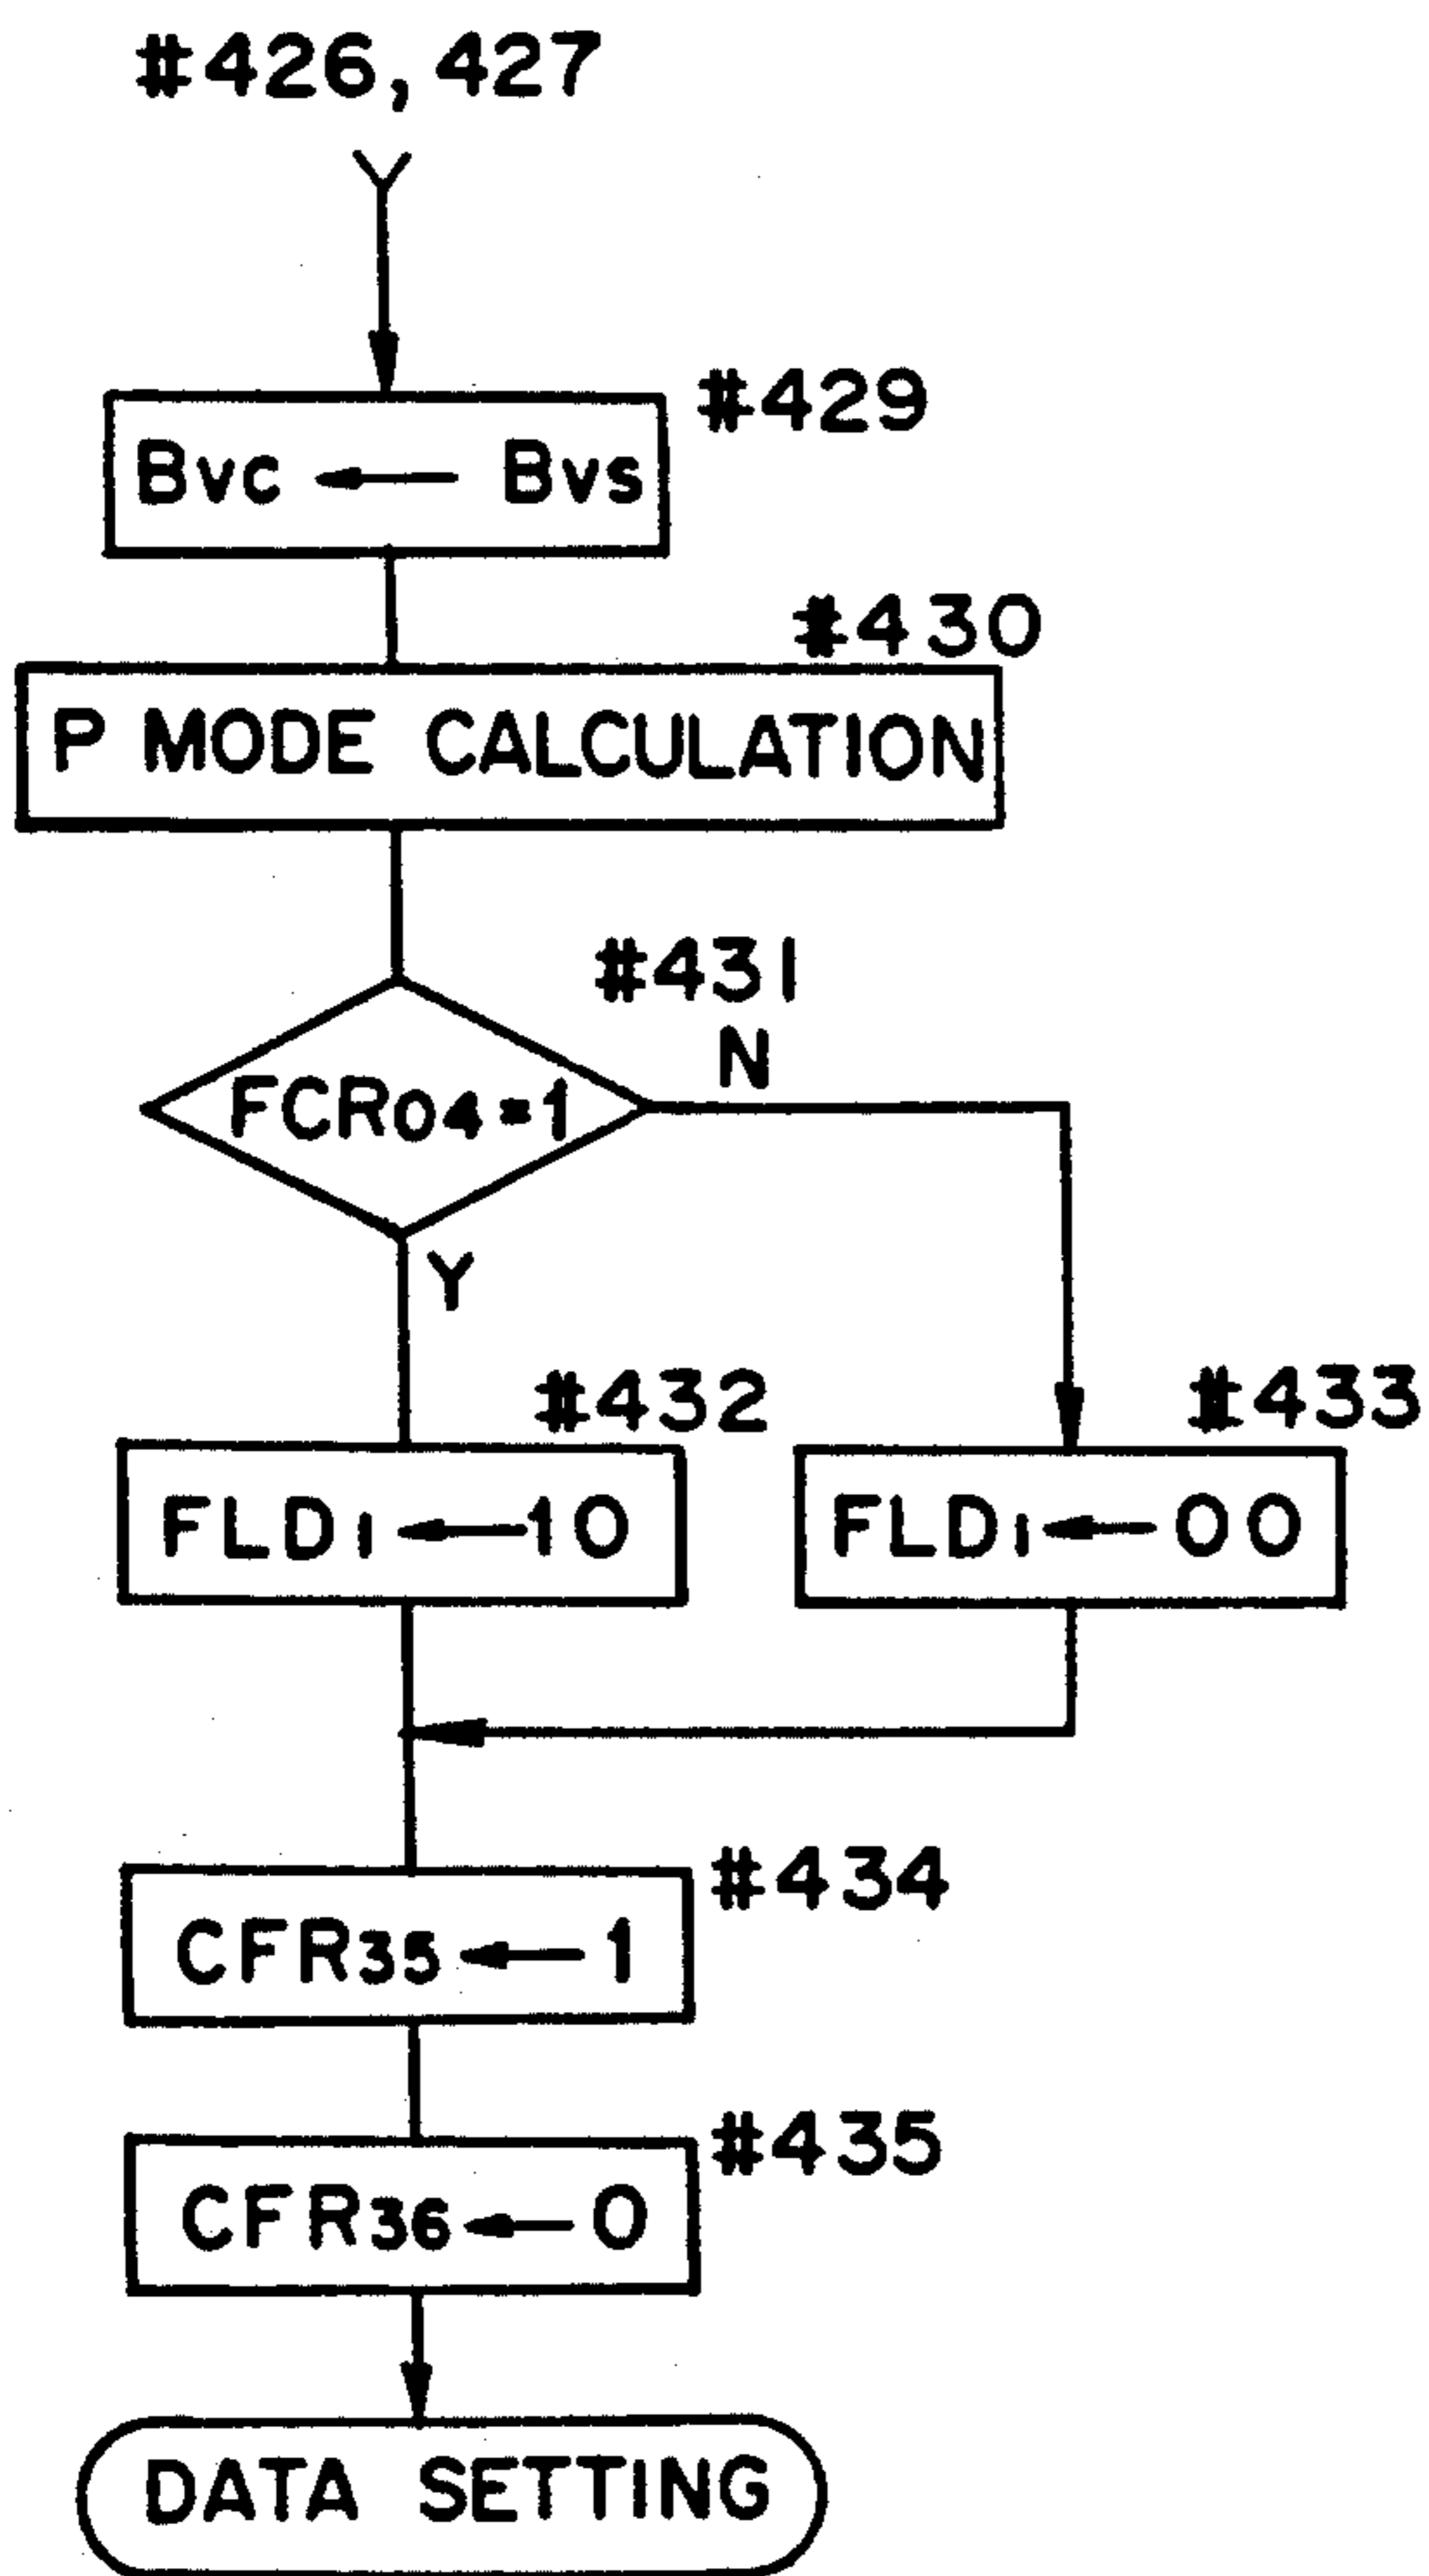 #426, 427
Y
#429
Bvc ← Bvs
#430
P MODE CALCULATION
#431
N
FCR04=1
Y
#432
#433
FLD1←10
FLD1←00
#434
CFR35←1
#435
CFR36←0
DATA SETTING